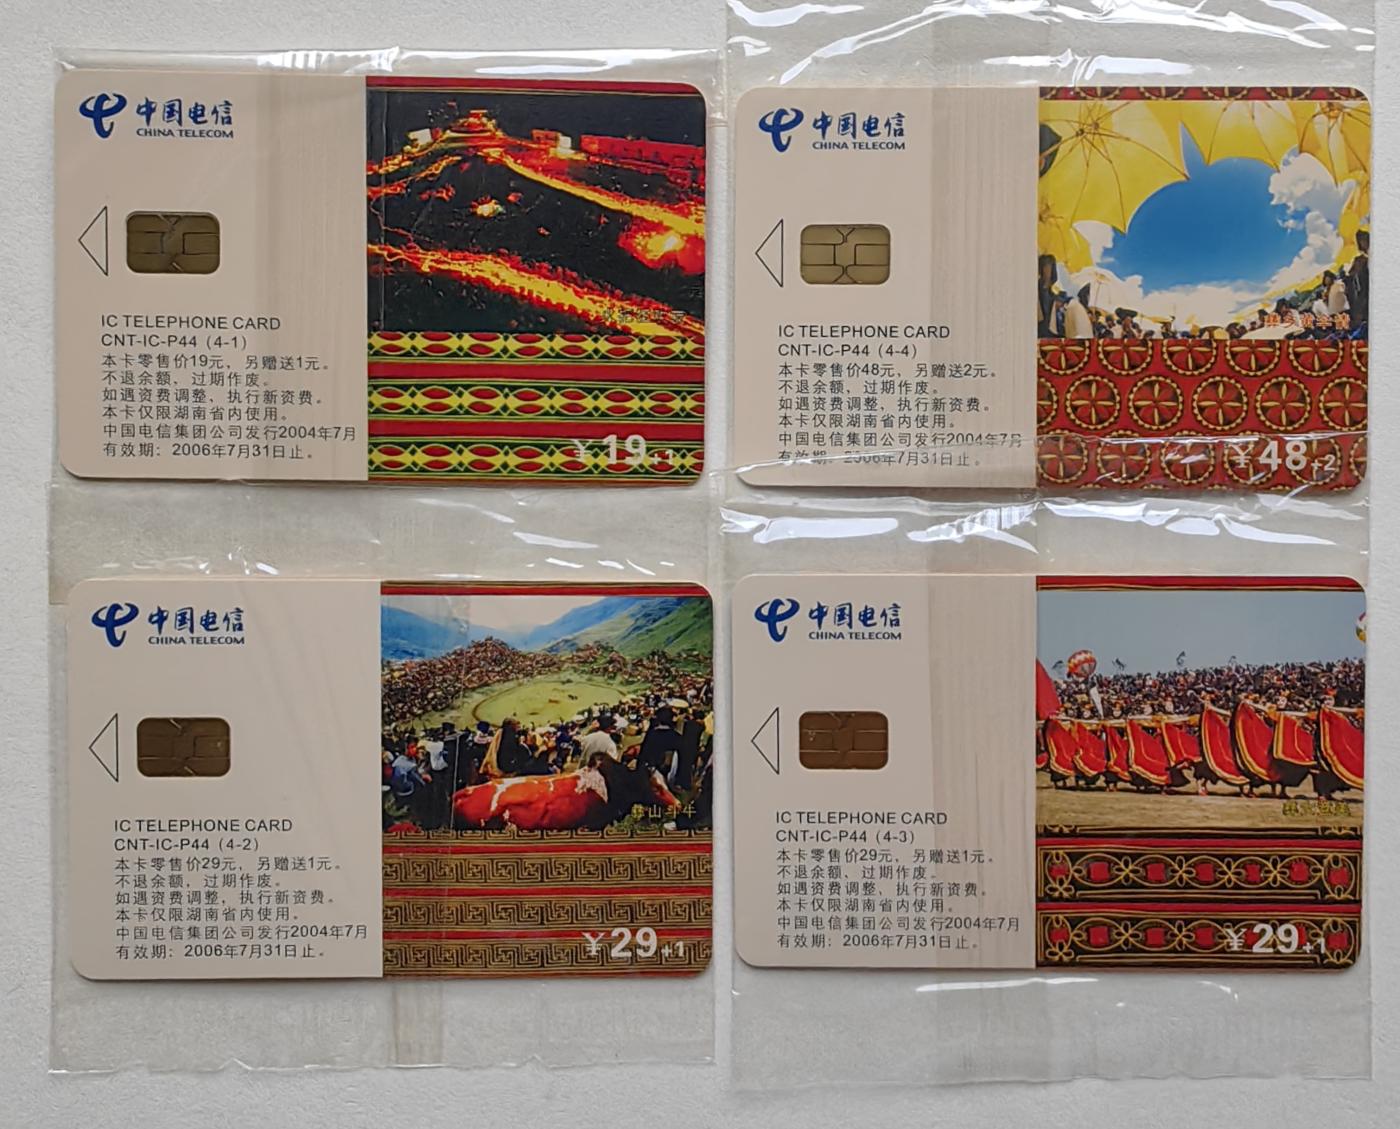 中国电信
CHINA TELECOM
IC TELEPHONE CARD
CNT-IC-P44 (4-1)
本卡零售价19元，另赠送1元。
不退余额，过期作废。
如遇资费调整，执行新资费。
本卡仅限湖南省内使用。
中国电信集团公司发行2004年7月
有效期：2006年7月31日止。
¥19+1
中国电信
CHINA TELECOM
IC TELEPHONE CARD
CNT-IC-P44 (4-4)
本卡零售价48元，另赠送2元。
不退余额，过期作废。
如遇资费调整，执行新资费。
本卡仅限湖南省内使用。
中国电信集团公司发行2004年7月
有效期：2006年7月31日止。
¥48+2
中国电信
CHINA TELECOM
IC TELEPHONE CARD
CNT-IC-P44 (4-2)
本卡零售价29元，另赠送1元。
不退余额，过期作废。
如遇资费调整，执行新资费。
本卡仅限湖南省内使用。
中国电信集团公司发行2004年7月
有效期：2006年7月31日止。
彝山斗牛
¥29+1
中国电信
CHINA TELECOM
IC TELEPHONE CARD
CNT-IC-P44 (4-3)
本卡零售价29元，另赠送1元。
不退余额，过期作废。
如遇资费调整，执行新资费。
本卡仅限湖南省内使用。
中国电信集团公司发行2004年7月
有效期：2006年7月31日止。
¥29+1